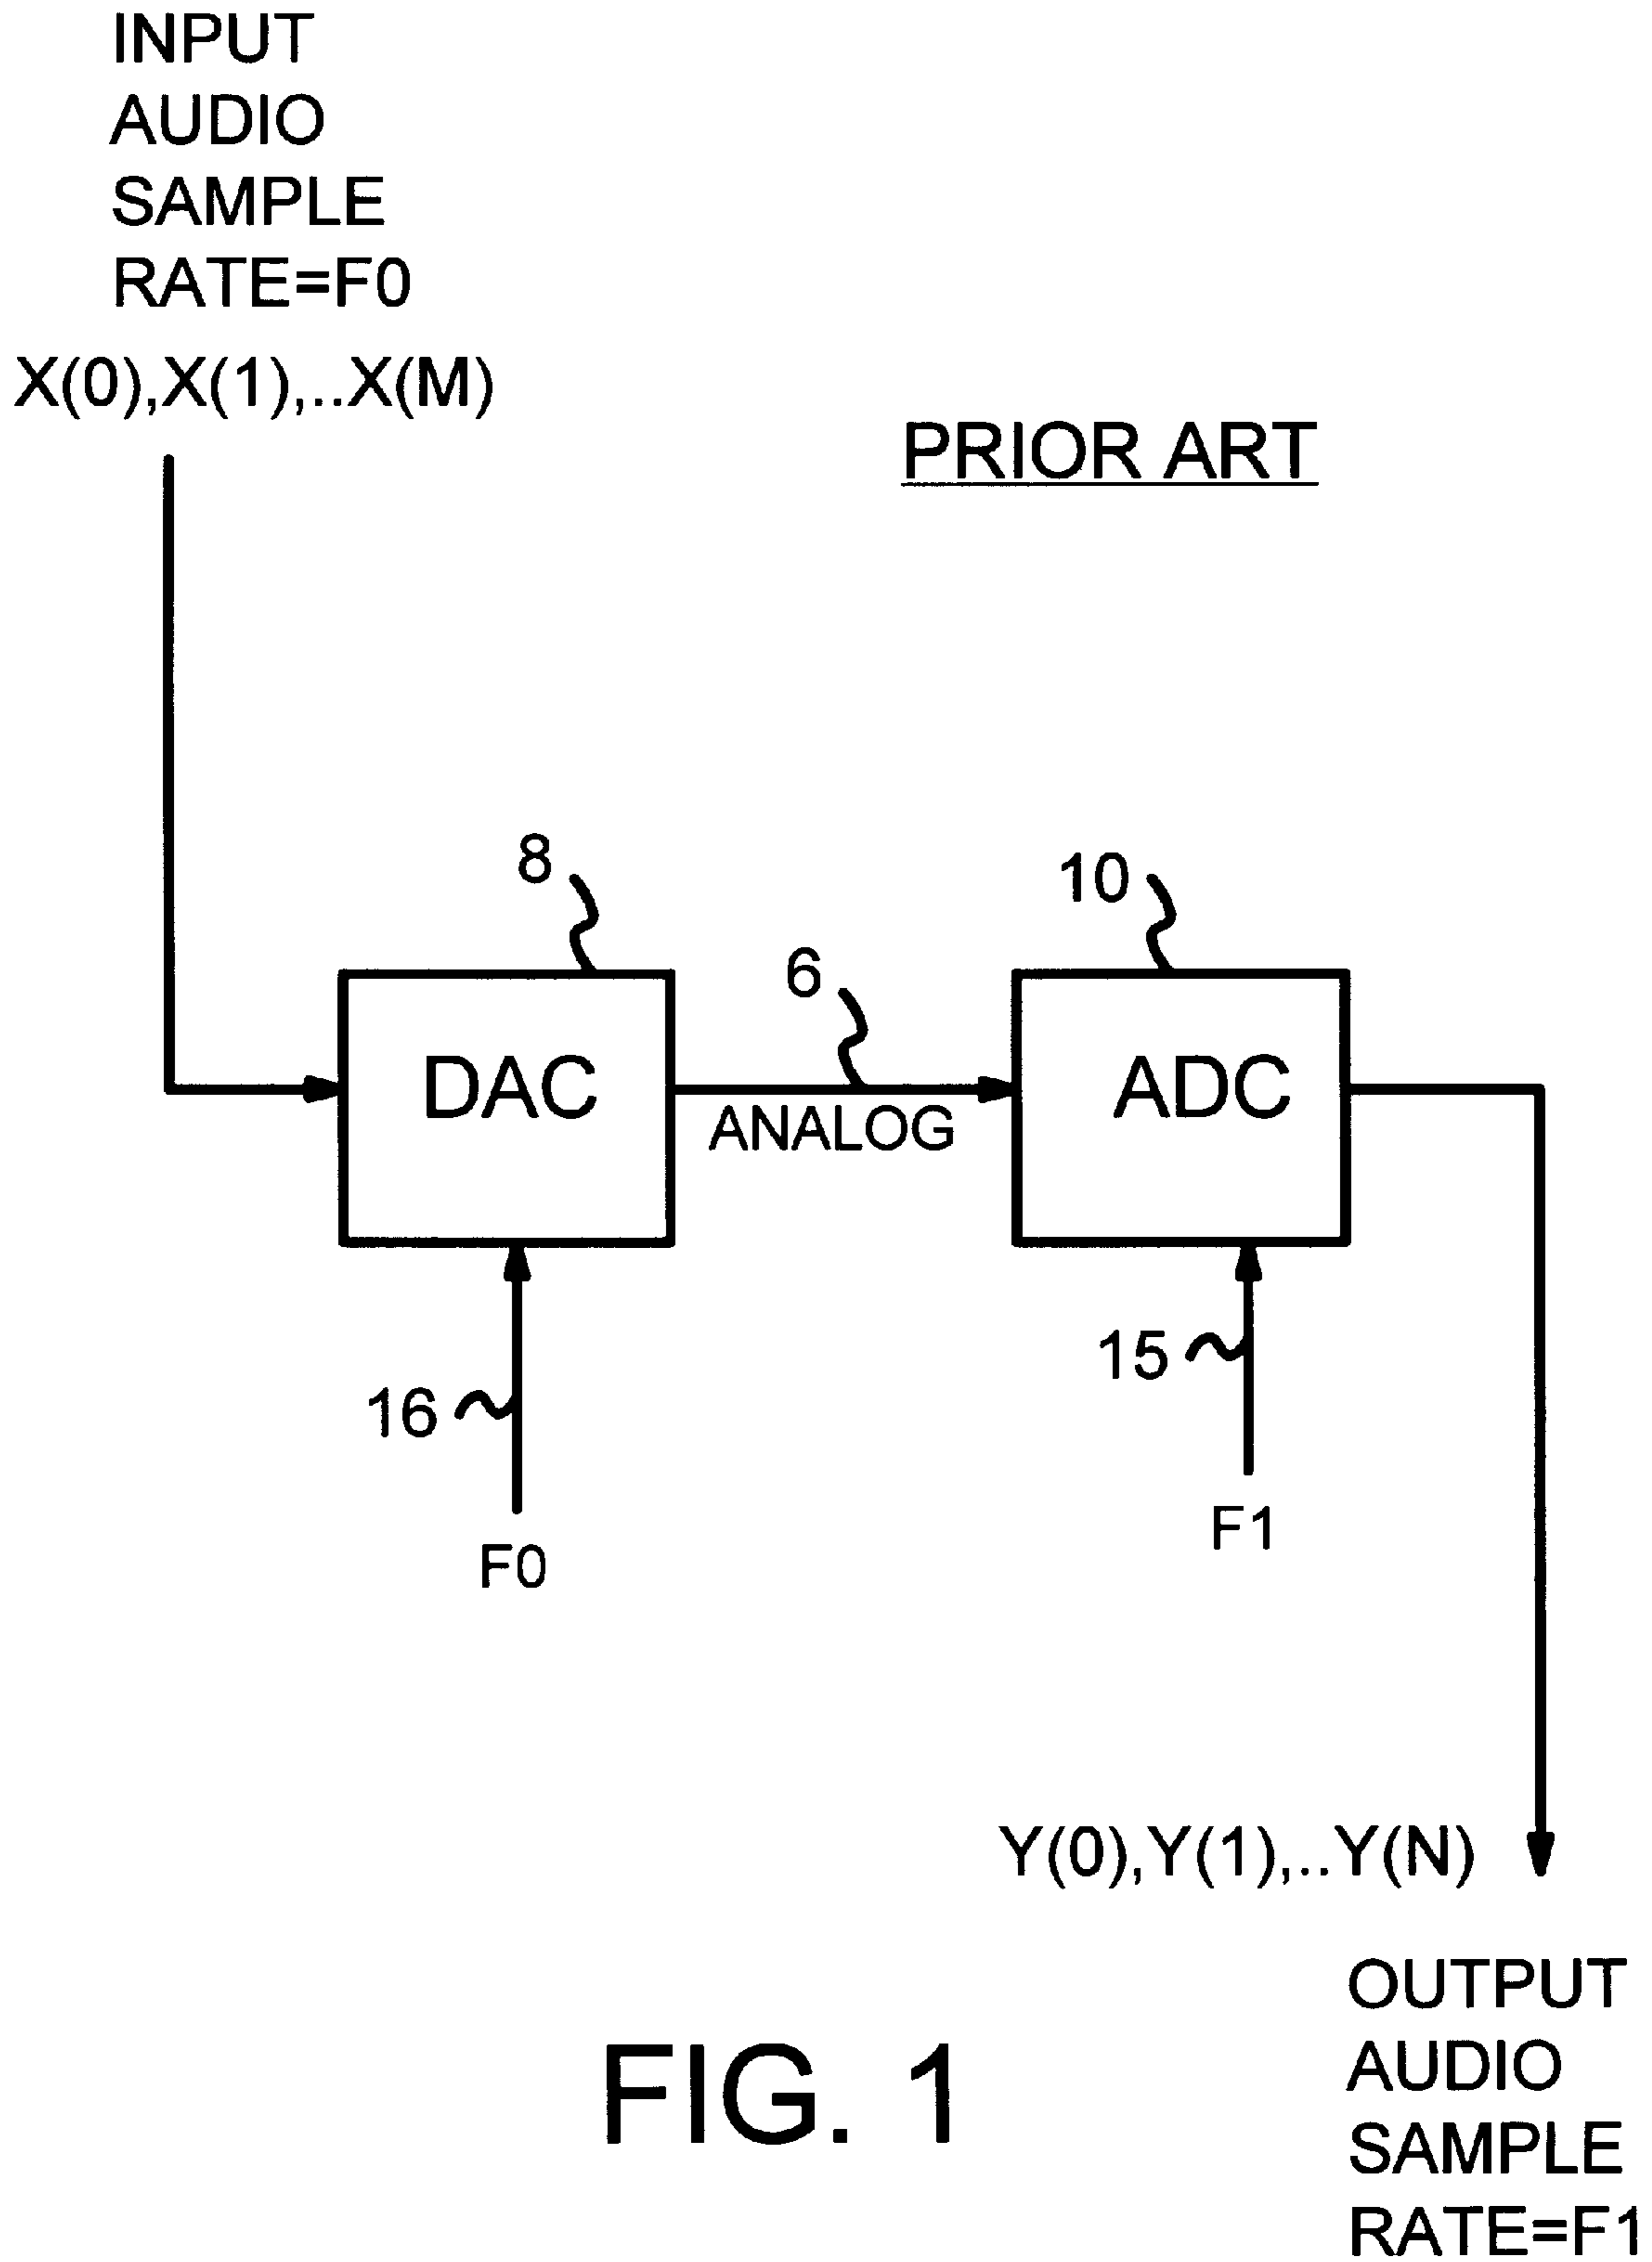 INPUT
AUDIO
SAMPLE
RATE=F0
X(0),X(1),..X(M)
PRIOR ART
8
10
6
DAC
ANALOG
ADC
16
15
F0
F1
Y(0),Y(1),..Y(N)
OUTPUT
AUDIO
SAMPLE
RATE=F1
FIG. 1